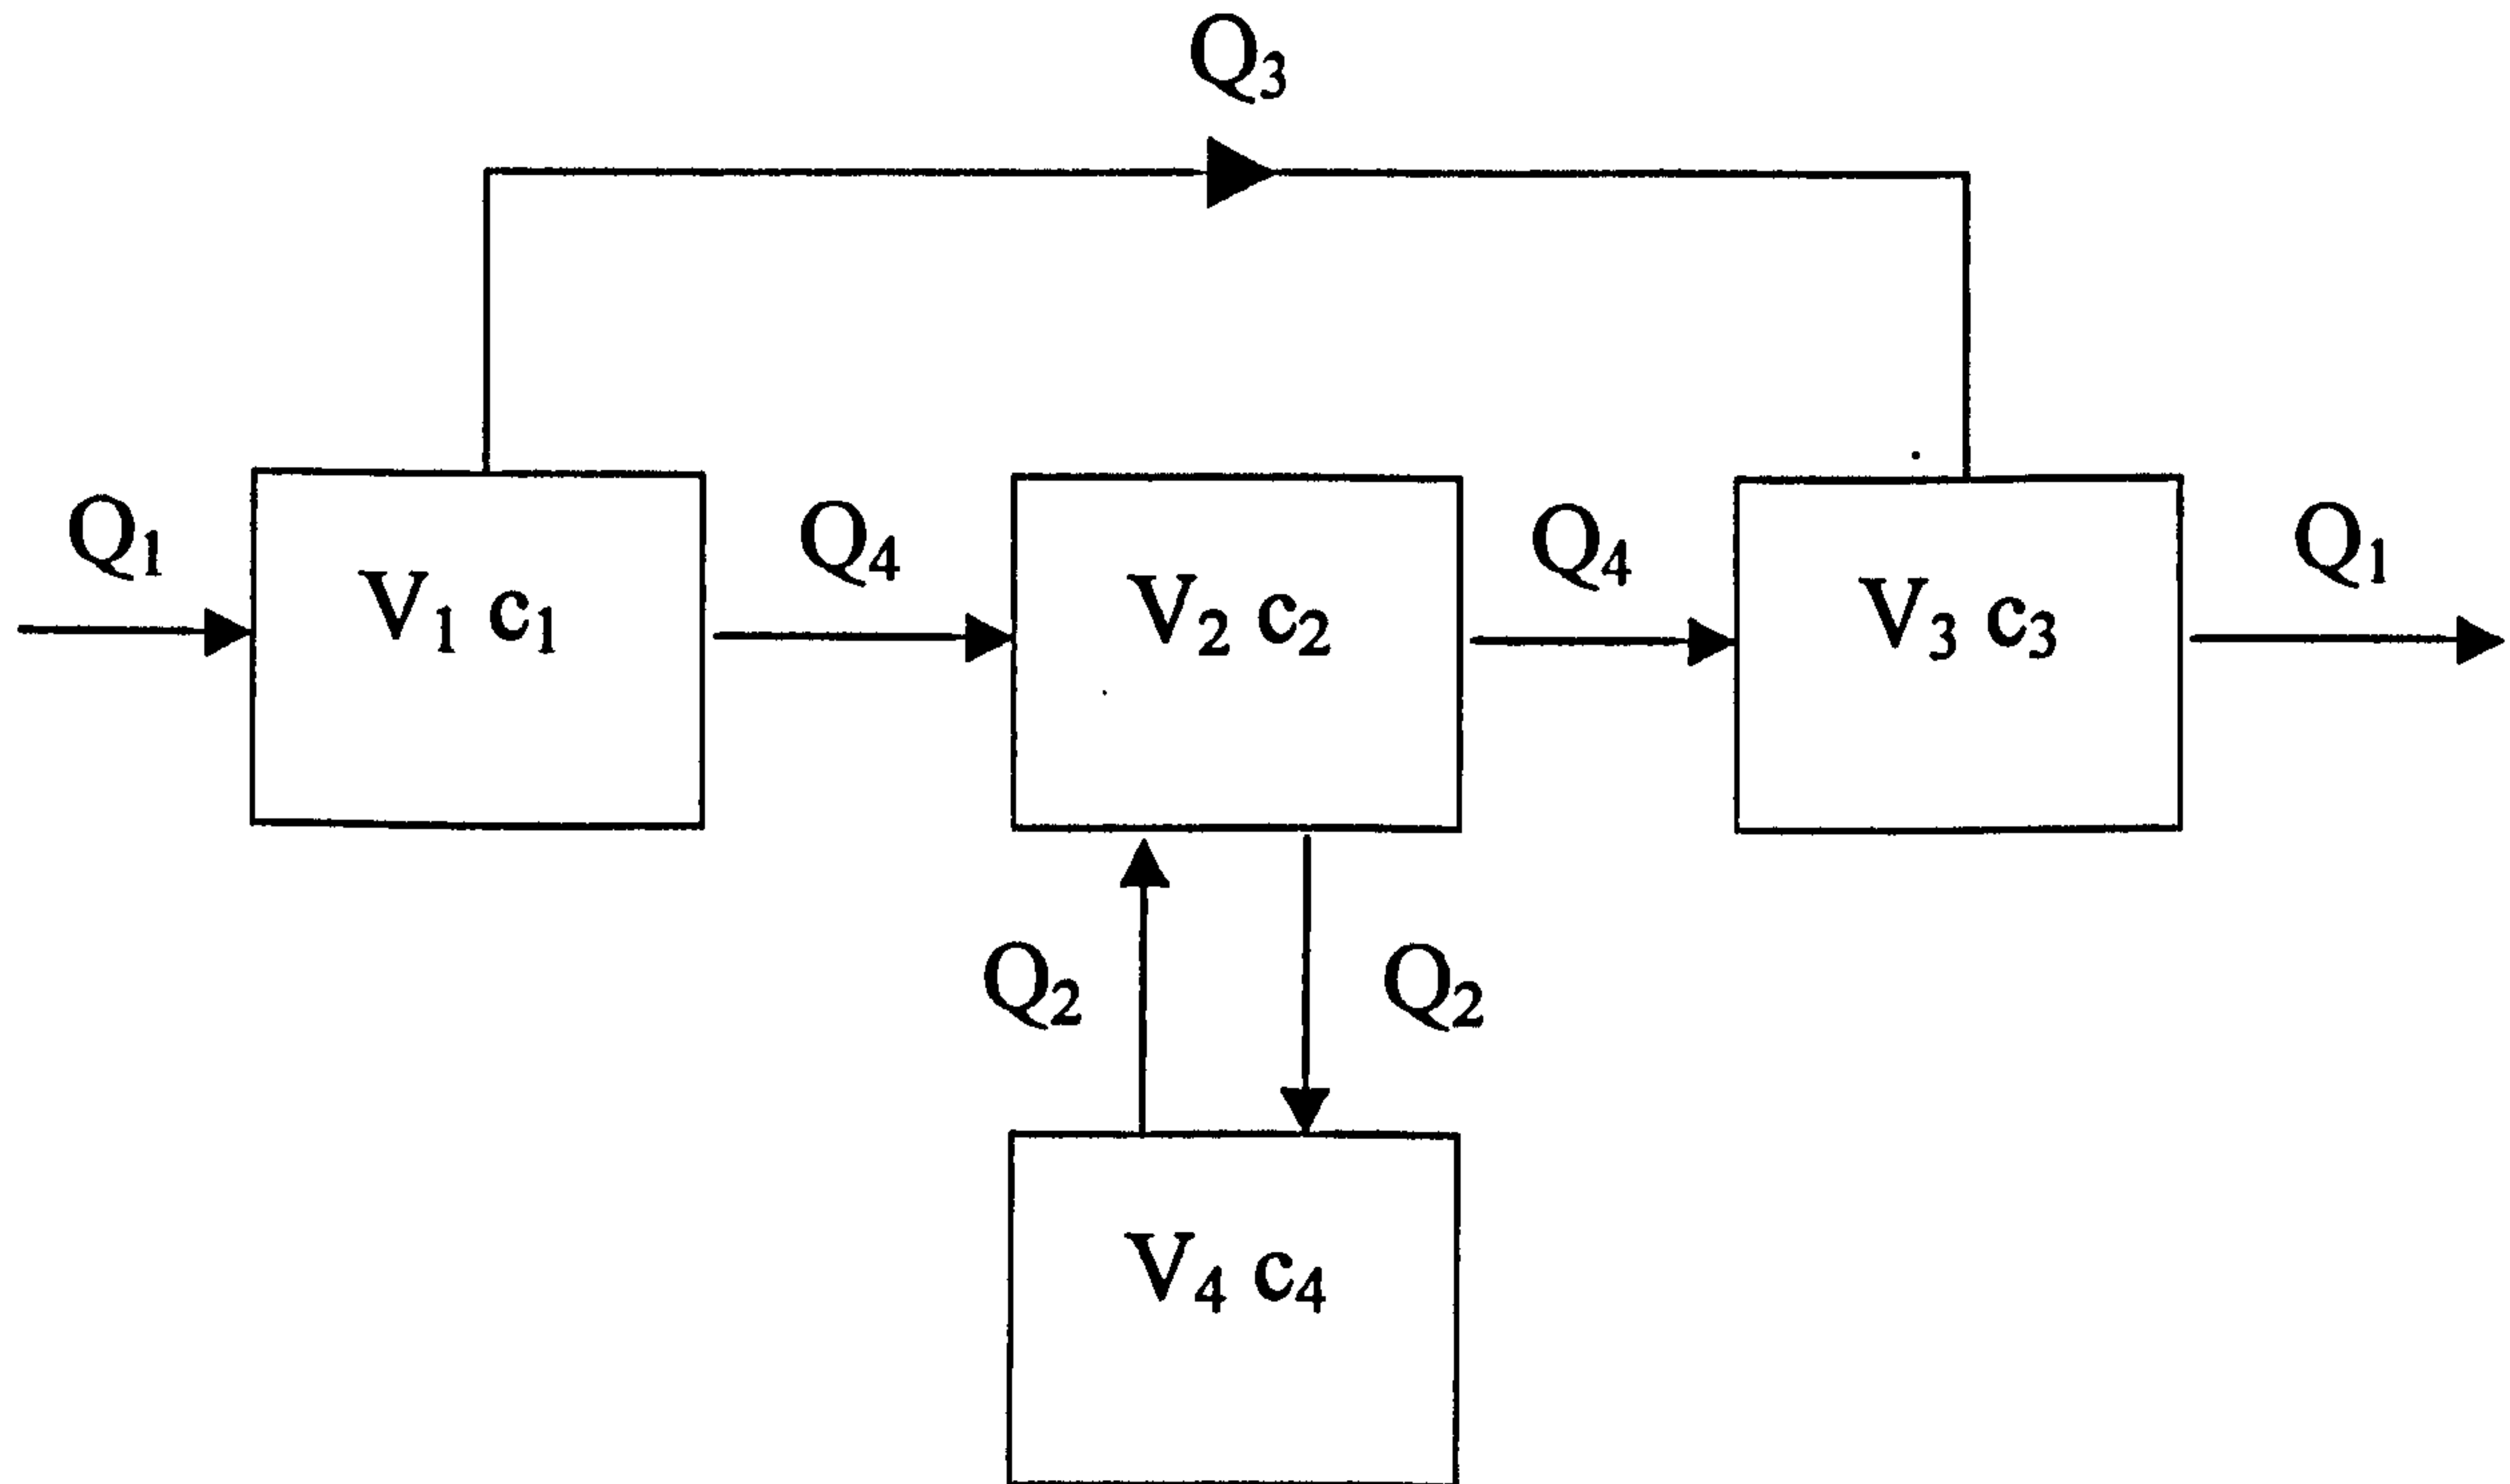 Q₃
Q₁
V₁ c₁
Q₄
V₂ c₂
Q₄
V₃ c₃
Q₁
Q₂
Q₂
V₄ c₄